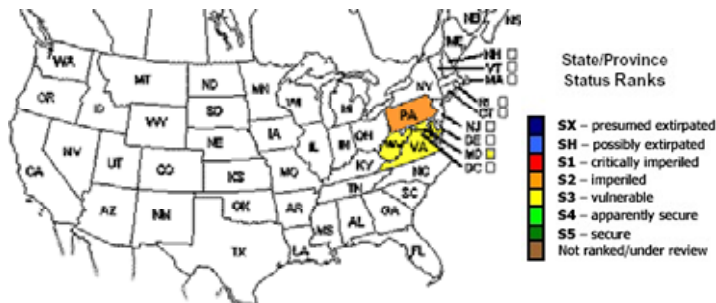 NB
NS
ME
WA
MT
ND
MN
NH
VT
MA
OR
ID
SD
WI
MI
NY
WY
RI
CT
IA
PA
NJ
NE
OH
DE
NV
IL
IN
MD
UT
CO
WV
VA
DC
CA
KS
MO
KY
NC
TN
OK
AR
SC
AZ
NM
MS
AL
GA
TX
LA
FL
State/Province
Status Ranks
SX – presumed extirpated
SH – possibly extirpated
S1 – critically imperiled
S2 – imperiled
S3 – vulnerable
S4 – apparently secure
S5 – secure
Not ranked/under review